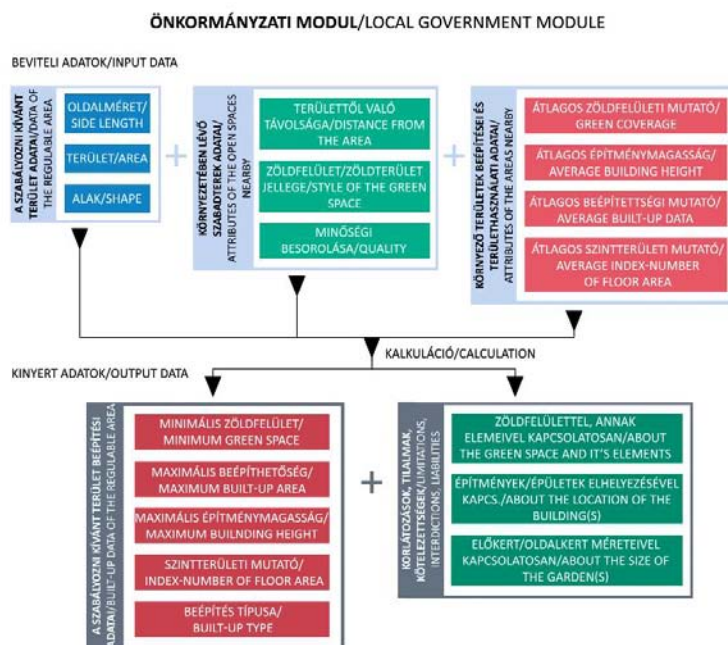 ÖNKORMÁNYZATI MODUL/LOCAL GOVERNMENT MODULE
BEVITELI ADATOK/INPUT DATA
A SZABÁLYOZNI KÍVÁNT
TERÜLET ADATAI/DATA OF
THE REGULABLE AREA
OLDALMÉRET/
SIDE LENGTH
TERÜLET/AREA
ALAK/SHAPE
KÖRNYEZETÉBEN LÉVŐ
SZABADTEREK ADATAI/
ATTRIBUTES OF THE OPEN SPACES
NEARBY
TERÜLETTŐL VALÓ
TÁVOLSÁGA/DISTANCE FROM
THE AREA
ZÖLDFELÜLET/ZÖLDTERÜLET
JELLEGE/STYLE OF THE GREEN
SPACE
MINŐSÉGI
BESOROLÁSA/QUALITY
KÖRNYEZŐ TERÜLETEK BEÉPÍTÉSEI ÉS
TERÜLETHASZNÁLATI ADATAI/
ATTRIBUTES OF THE AREAS NEARBY
ÁTLAGOS ZÖLDFELÜLETI MUTATÓ/
GREEN COVERAGE
ÁTLAGOS ÉPÍTMÉNYMAGASSÁG/
AVERAGE BUILDING HEIGHT
ÁTLAGOS BEÉPÍTETTSÉGI MUTATÓ/
AVERAGE BUILT-UP DATA
ÁTLAGOS SZINTTERÜLETI MUTATÓ/
AVERAGE INDEX-NUMBER
OF FLOOR AREA
KALKULÁCIÓ/CALCULATION
KINYERT ADATOK/OUTPUT DATA
A SZABÁLYOZNI KÍVÁNT TERÜLET BEÉPÍTÉSI
ADATAI/BUILT-UP DATA OF THE REGULABLE AREA
MINIMÁLIS ZÖLDFELÜLET/
MINIMUM GREEN SPACE
MAXIMÁLIS BEÉPÍTHETŐSÉG/
MAXIMUM BUILT-UP AREA
MAXIMÁLIS ÉPÍTMÉNYMAGASSÁG/
MAXIMUM BUILNDING HEIGHT
SZINTTERÜLETI MUTATÓ/
INDEX-NUMBER OF FLOOR AREA
BEÉPÍTÉS TÍPUSA/
BUILT-UP TYPE
KORLÁTOZÁSOK, TILALMAK,
KÖTELEZETTSÉGEK/LIMITATIONS,
INTERDICTIONS, LIABILITIES
ZÖLDFELÜLETTEL, ANNAK
ELEMEIVEL KAPCSOLATOSAN/ABOUT
THE GREEN SPACE AND IT'S ELEMENTS
ÉPÍTMÉNYEK/ÉPÜLETEK ELHELYEZÉSÉVEL
KAPCS./ABOUT THE LOCATION OF THE
BUILDING(S)
ELŐKERT/OLDALKERT MÉRETEIVEL
KAPCSOLATOSAN/ABOUT THE SIZE
OF THE GARDEN(S)